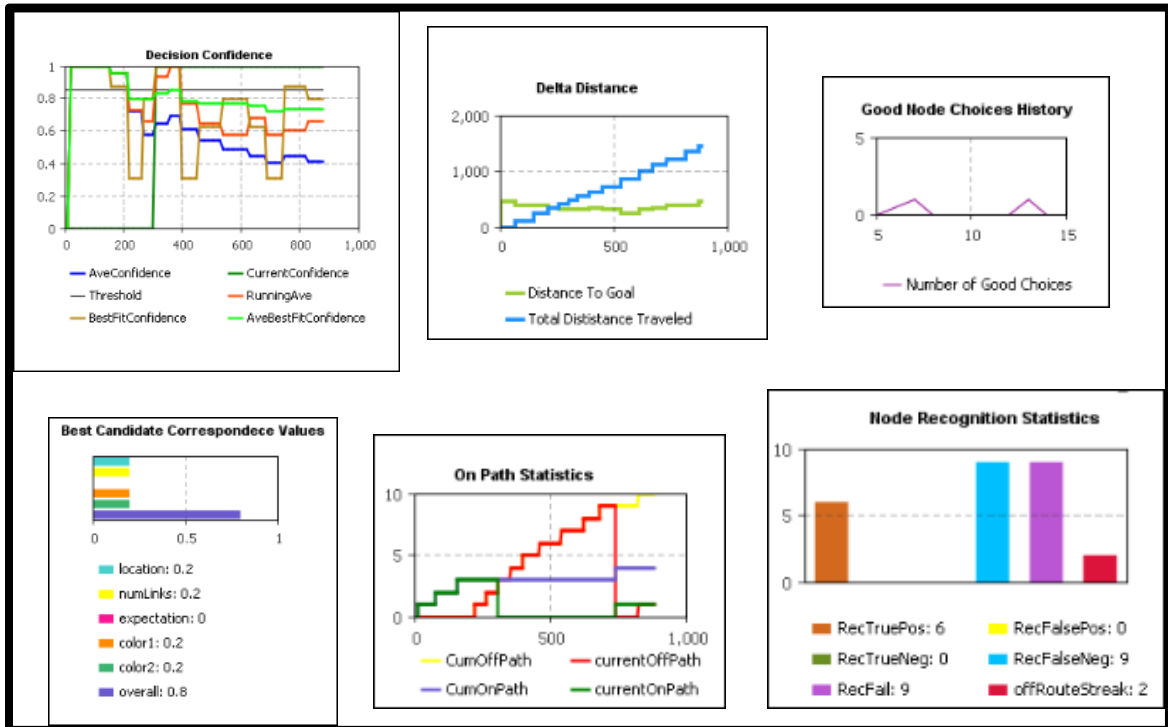 Decision Confidence
1
0.8
0.6
0.4
0.2
0
0 200 400 600 800 1,000
AveConfidence CurrentConfidence
Threshold RunningAve
BestFitConfidence AveBestFitConfidence
Delta Distance
2,000
1,000
0
0 500 1,000
Distance To Goal
Total Dististance Traveled
Good Node Choices History
5
0
5 10 15
Number of Good Choices
Best Candidate Correspondece Values
0 0.5 1
location: 0.2
numLinks: 0.2
expectation: 0
color1: 0.2
color2: 0.2
overall: 0.8
On Path Statistics
10
5
0
0 500 1,000
CumOffPath currentOffPath
CumOnPath currentOnPath
Node Recognition Statistics
10
5
0
RecTruePos: 6 RecFalsePos: 0
RecTrueNeg: 0 RecFalseNeg: 9
RecFail: 9 offRouteStreak: 2